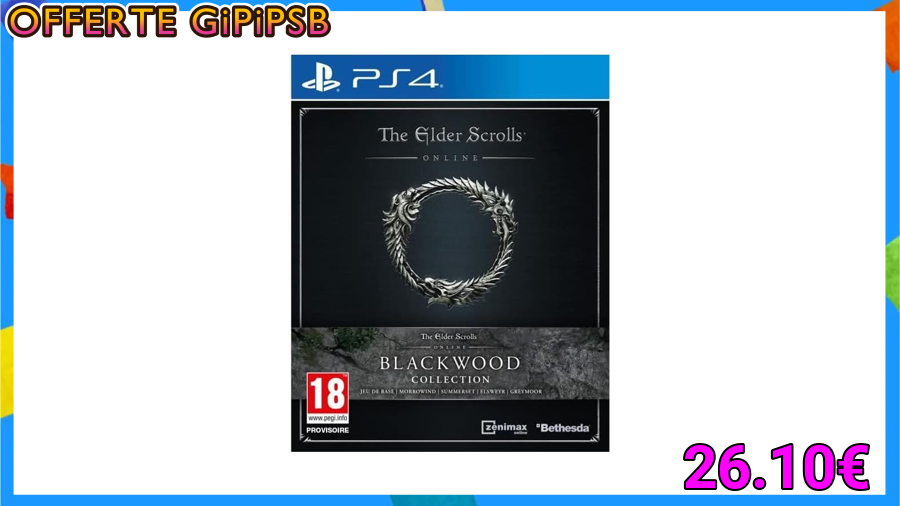 OFFERTE GiPiPSB
PS4
The Elder Scrolls
ONLINE
The Elder Scrolls
ONLINE
BLACKWOOD
COLLECTION
JEU DE BASE | MORROWIND | SUMMERSET | ELSWEYR | GREYMOOR
18
www.pegi.info
PROVISOIRE
zenimax
online
Bethesda
26.10€